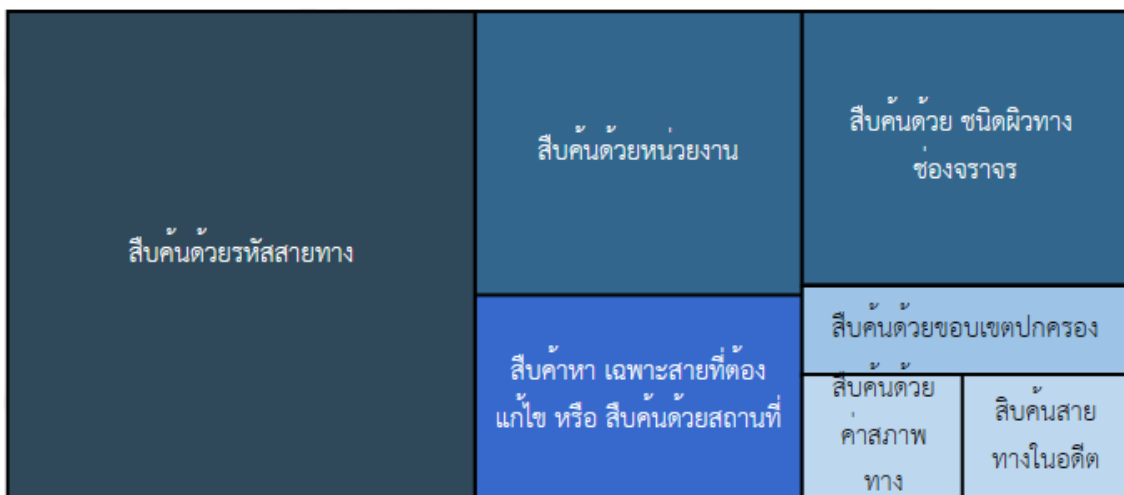 สืบค้นด้วยรหัสสายทาง
สืบค้นด้วยหน่วยงาน
สืบค้าหา เฉพาะสายที่ต้อง
แก้ไข หรือ สืบค้นด้วยสถานที่
สืบค้นด้วย ชนิดผิวทาง
ช่องจราจร
สืบค้นด้วยขอบเขตปกครอง
สืบค้นด้วย
ค่าสภาพ
ทาง
สิบค้นสาย
ทางในอดีต